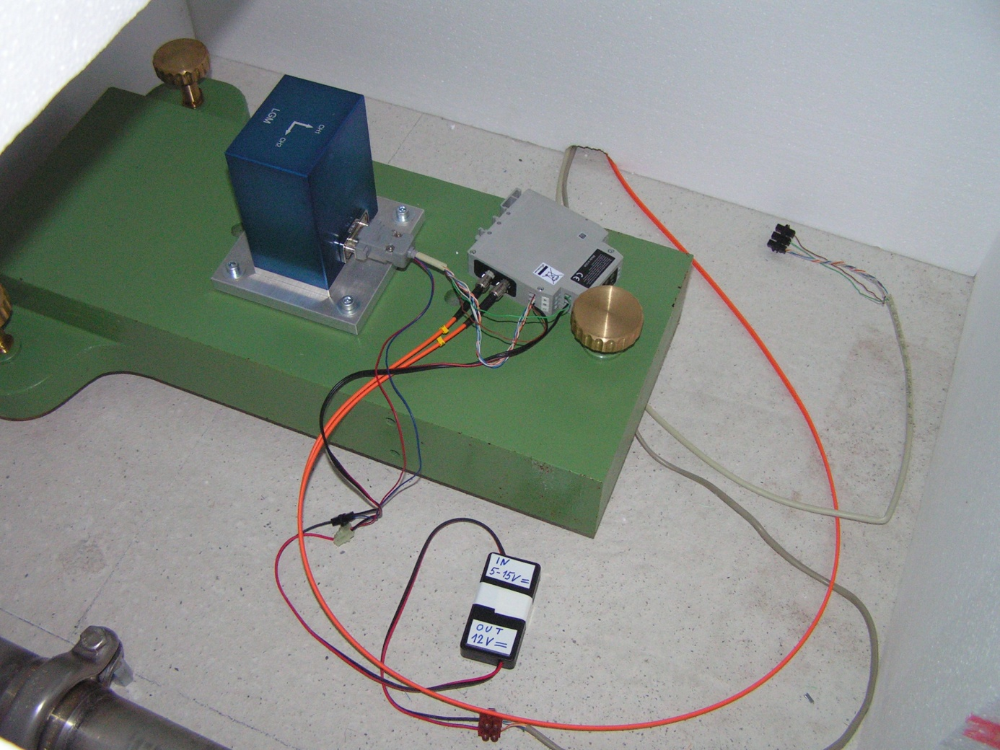 LGM
CH1
CH2
CE
IN
5-15V=
OUT
12V=